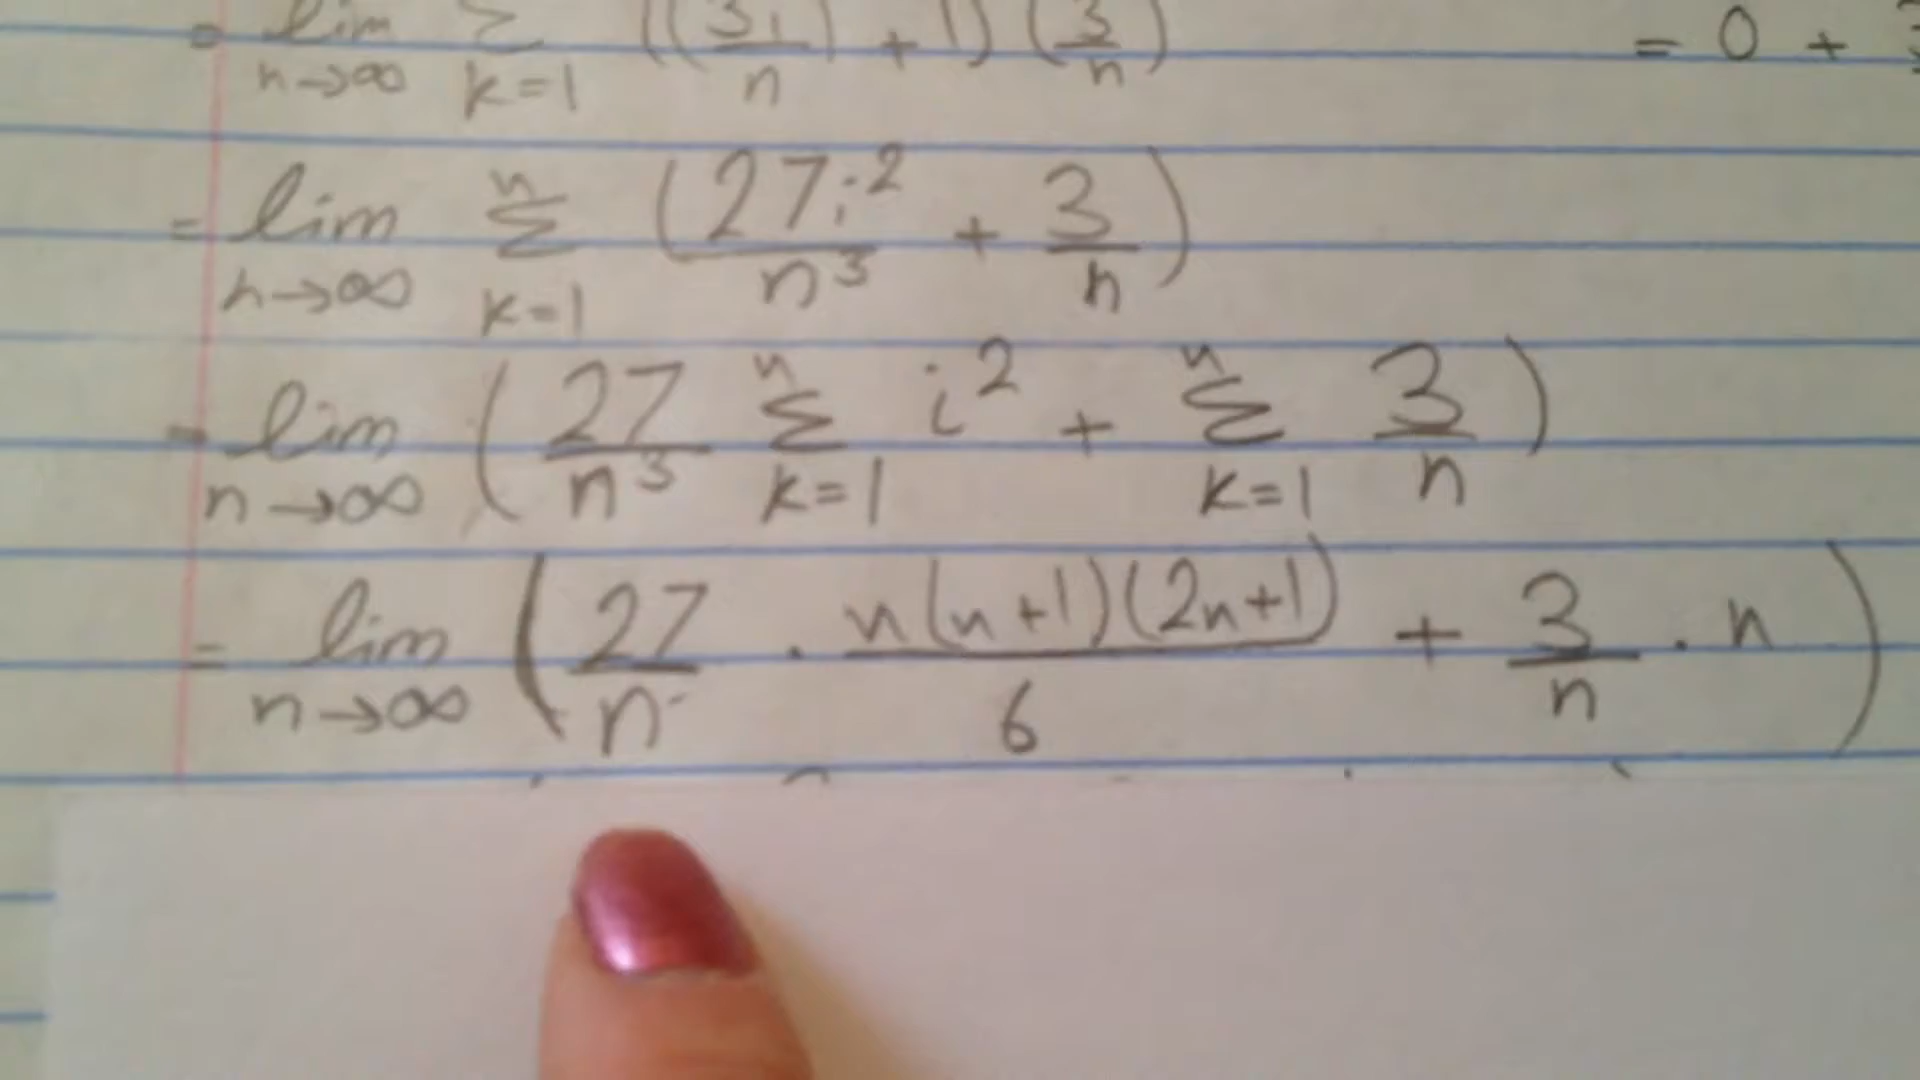 = lim n→∞ Σ k=1 ((3i/n) + 1) (3/n)
= 0 +
= lim n→∞ n Σ k=1 (27i²/n³ + 3/n)
= lim n→∞ (27/n³ n Σ k=1 i² + n Σ k=1 3/n)
= lim n→∞ (27/n · n(n+1)(2n+1)/6 + 3/n · n)